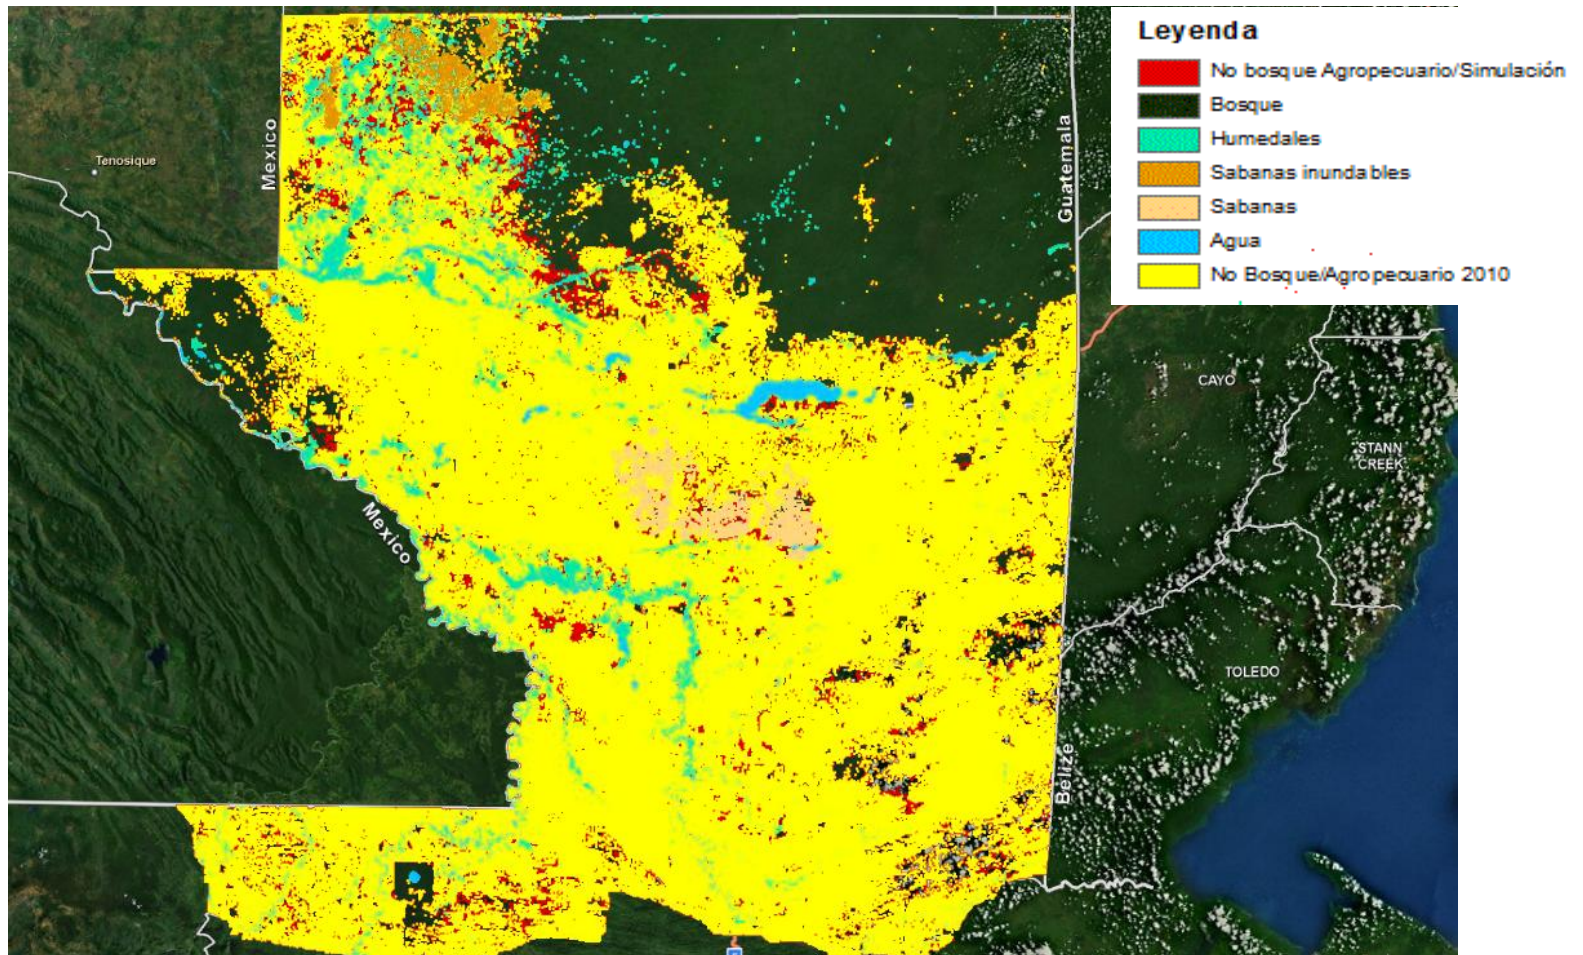 Leyenda
No bosque Agropecuario/Simulación
Bosque
Humedales
Sabanas inundables
Sabanas
Agua
No Bosque/Agropecuario 2010
Tenosique
Mexico
Guatemala
CAYO
STANN
CREEK
Mexico
TOLEDO
Belize